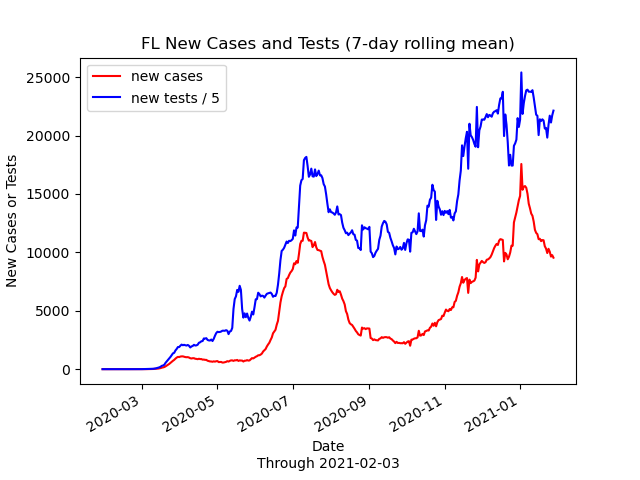 FL New Cases and Tests (7-day rolling mean)
new cases
new tests / 5
New Cases or Tests
25000
20000
15000
10000
5000
0
2020-03
2020-05
2020-07
2020-09
2020-11
2021-01
Date
Through 2021-02-03